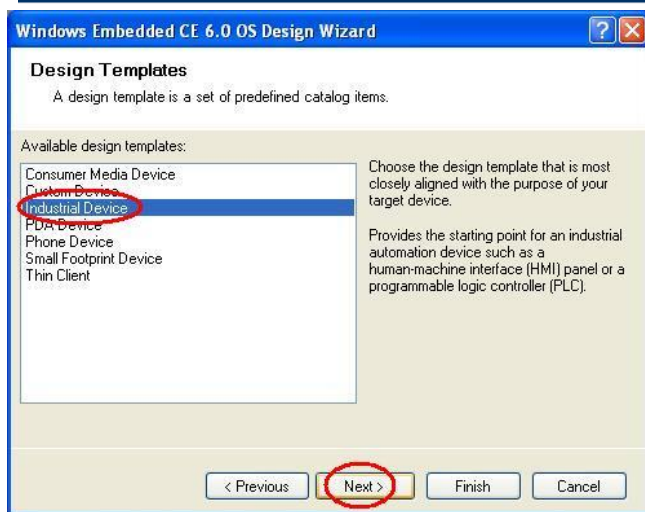 Windows Embedded CE 6.0 OS Design Wizard
Design Templates
A design template is a set of predefined catalog items.
Available design templates:
Consumer Media Device
Custom Device
Industrial Device
PDA Device
Phone Device
Small Footprint Device
Thin Client
Choose the design template that is most
closely aligned with the purpose of your
target device.
Provides the starting point for an industrial
automation device such as a
human-machine interface (HMI) panel or a
programmable logic controller (PLC).
< Previous
Next >
Finish
Cancel